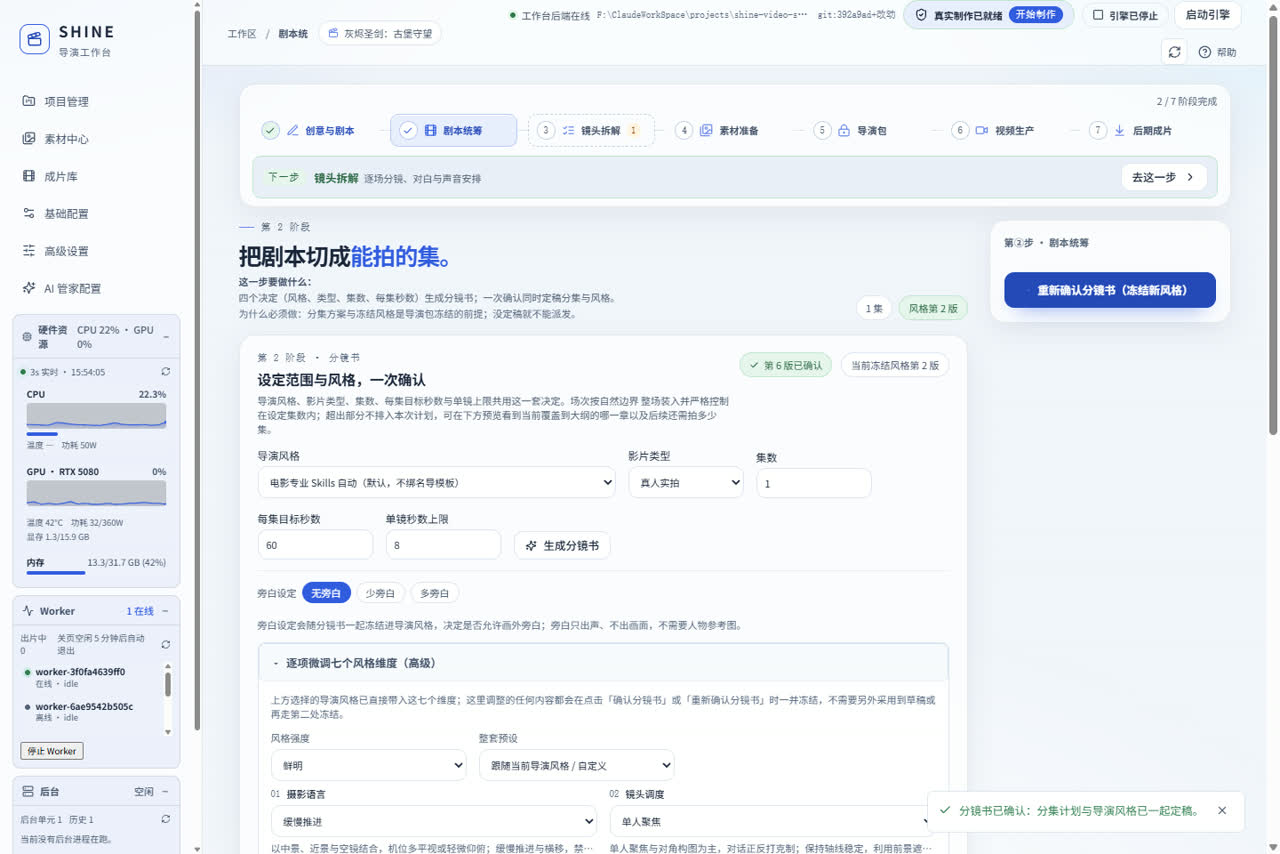 SHINE
导演工作台
项目管理
素材中心
成片库
基础配置
高级设置
AI 管家配置
硬件资源 CPU 22% · GPU 0%
3s 实时 · 15:54:05
CPU 22.3%
温度 — 功耗 50W
GPU · RTX 5080 0%
温度 42°C 功耗 32/360W
显存 1.3/15.9 GB
内存 13.3/31.7 GB (42%)
Worker 1 在线
出片中 0 关页空闲 5 分钟后自动退出
worker-3f0fa4639ff0
在线 · idle
worker-6ae9542b505c
离线 · idle
停止 Worker
后台 空闲
后台单元 1 历史 1
当前没有后台进程在跑。
工作区 / 剧本统 灰烬圣剑：古堡守望
工作台后端在线 F:\ClaudeWorkSpace\projects\shine-video-s··· git:392a9ad+改动
真实制作已就绪 开始制作
引擎已停止
启动引擎
帮助
2 / 7 阶段完成
创意与剧本
剧本统筹
3 镜头拆解 1
4 素材准备
5 导演包
6 视频生产
7 后期成片
下一步 镜头拆解 逐场分镜、对白与声音安排
去这一步
第 2 阶段
把剧本切成能拍的集。
这一步要做什么：
四个决定（风格、类型、集数、每集秒数）生成分镜书；一次确认同时定稿分集与风格。
为什么必须做：分集方案与冻结风格是导演包冻结的前提；没定稿就不能派发。
1 集
风格第 2 版
第②步 · 剧本统筹
重新确认分镜书（冻结新风格）
第 2 阶段 · 分镜书
设定范围与风格，一次确认
导演风格、影片类型、集数、每集目标秒数与单镜上限共用这一套决定。场次按自然边界 整场装入并严格控制
在设定集数内；超出部分不排入本次计划，可在下方预览看到当前覆盖到大纲的哪一章以及后续还需拍多少
集。
第 6 版已确认
当前冻结风格第 2 版
导演风格
影片类型
集数
电影专业 Skills 自动（默认，不绑名导模板）
真人实拍
1
每集目标秒数
单镜秒数上限
60
8
生成分镜书
旁白设定 无旁白 少旁白 多旁白
旁白设定会随分镜书一起冻结进导演风格，决定是否允许画外旁白；旁白只出声、不出画面，不需要人物参考图。
- 逐项微调七个风格维度（高级）
上方选择的导演风格已直接带入这七个维度；这里调整的任何内容都会在点击「确认分镜书」或「重新确认分镜书」时一并冻结，不需要另外采用到草稿或
再走第二处冻结。
风格强度
整套预设
鲜明
跟随当前导演风格 / 自定义
01 摄影语言
02 镜头调度
缓慢推进
单人聚焦
以中景、近景与空镜结合，机位多平视或轻微仰俯；缓慢推进与横移，禁···
单人聚焦与对角构图为主，对话正反打克制；保持轴线稳定，利用前景遮···
分镜书已确认：分集计划与导演风格已一起定稿。